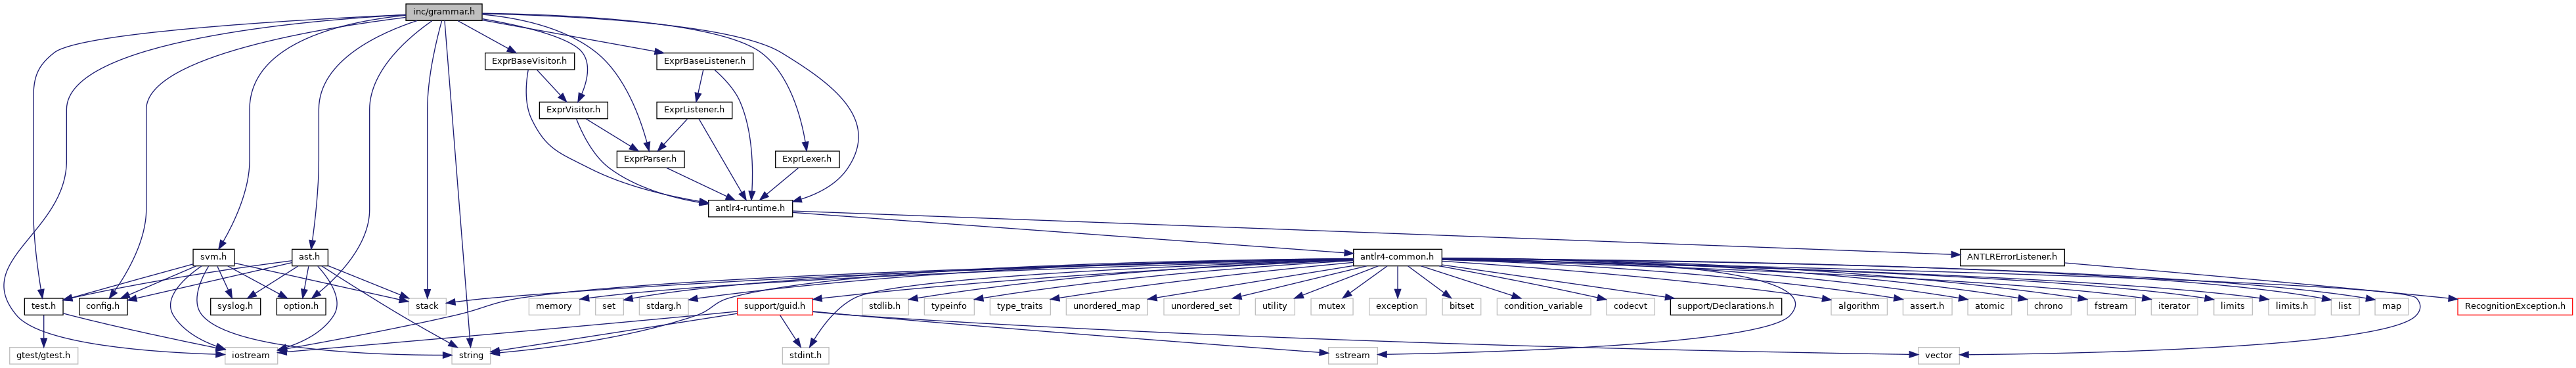 inc/grammar.h
ExprBaseVisitor.h
ExprBaseListener.h
ExprVisitor.h
ExprListener.h
ExprParser.h
ExprLexer.h
antlr4-runtime.h
svm.h
ast.h
antlr4-common.h
ANTLRErrorListener.h
test.h
config.h
syslog.h
option.h
stack
memory
set
stdarg.h
support/guid.h
stdlib.h
typeinfo
type_traits
unordered_map
unordered_set
utility
mutex
exception
bitset
condition_variable
codecvt
support/Declarations.h
algorithm
assert.h
atomic
chrono
fstream
iterator
limits
limits.h
list
map
RecognitionException.h
gtest/gtest.h
iostream
string
stdint.h
sstream
vector